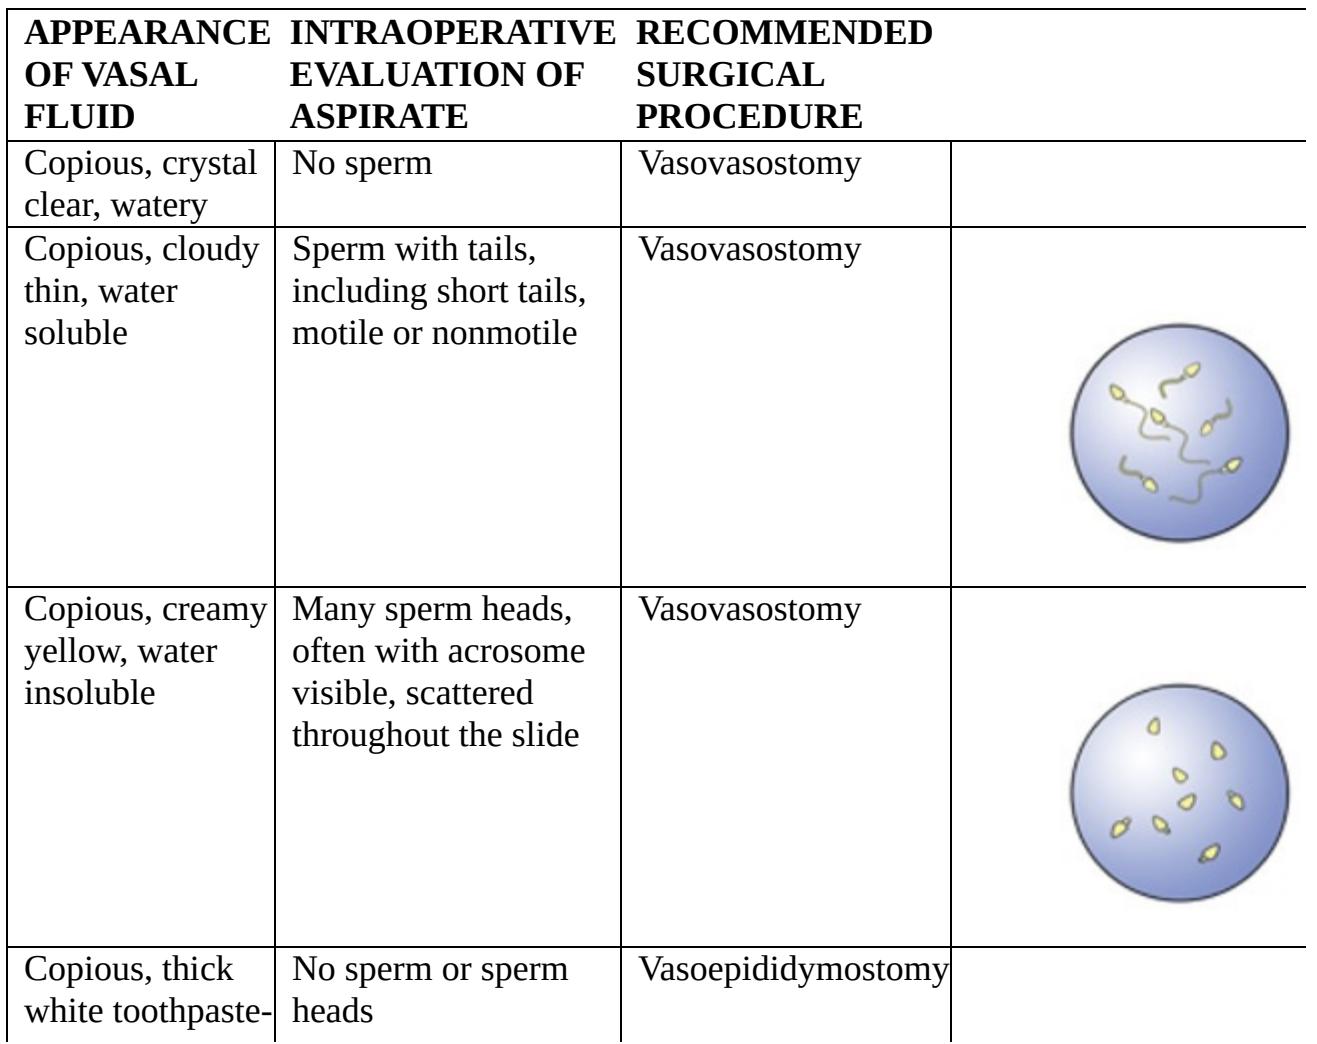 APPEARANCE OF VASAL FLUID
INTRAOPERATIVE EVALUATION OF ASPIRATE
RECOMMENDED SURGICAL PROCEDURE
Copious, crystal
clear, watery
No sperm
Vasovasostomy
Copious, cloudy
thin, water
soluble
Sperm with tails,
including short tails,
motile or nonmotile
Vasovasostomy
Copious, creamy
yellow, water
insoluble
Many sperm heads,
often with acrosome
visible, scattered
throughout the slide
Vasovasostomy
Copious, thick
white toothpaste-
No sperm or sperm
heads
Vasoepididymostomy